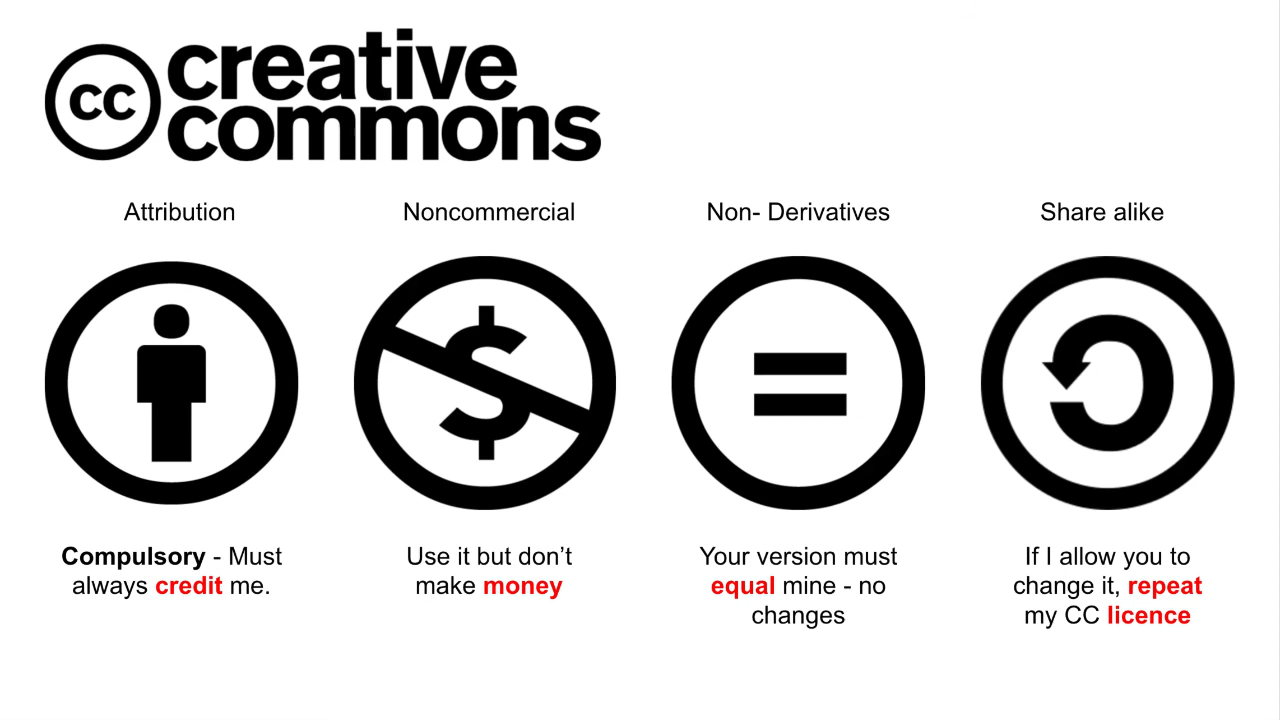 cc creative
commons
Attribution
Noncommercial
Non- Derivatives
Share alike
$
Compulsory - Must
always credit me.
Use it but don’t
make money
Your version must
equal mine - no
changes
If I allow you to
change it, repeat
my CC licence